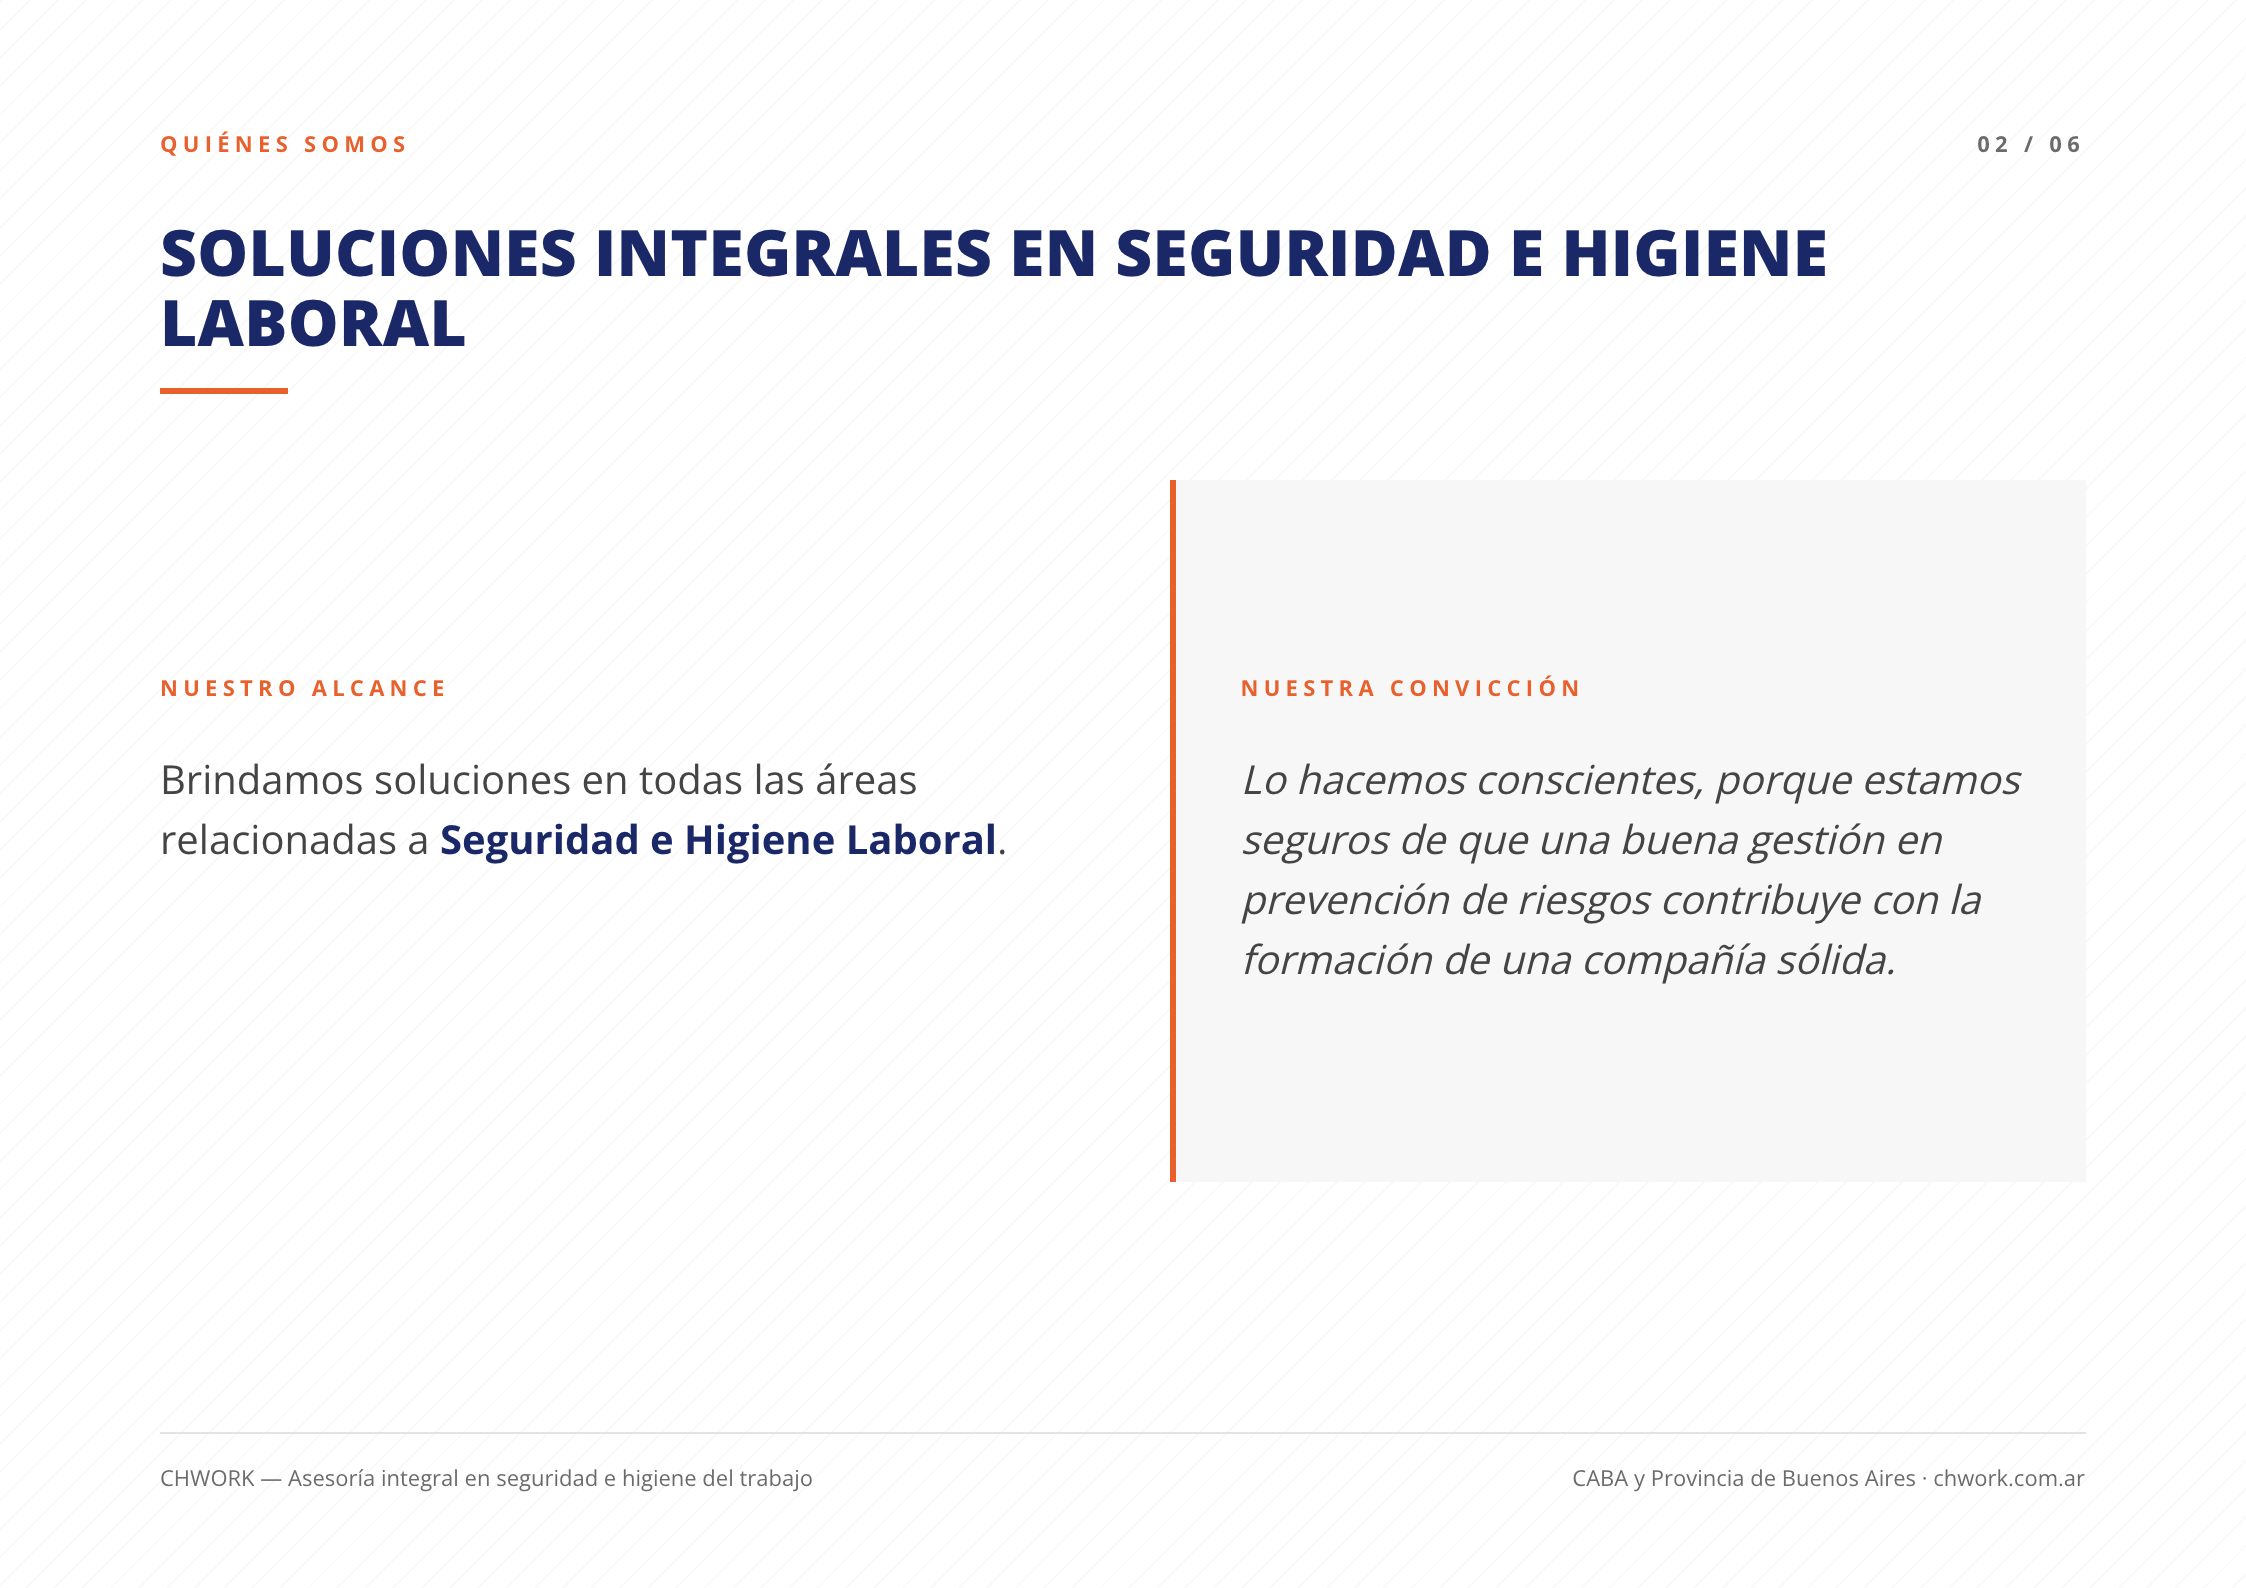 QUIÉNES SOMOS
02 / 06
SOLUCIONES INTEGRALES EN SEGURIDAD E HIGIENE
LABORAL
NUESTRO ALCANCE
Brindamos soluciones en todas las áreas
relacionadas a Seguridad e Higiene Laboral.
NUESTRA CONVICCIÓN
Lo hacemos conscientes, porque estamos
seguros de que una buena gestión en
prevención de riesgos contribuye con la
formación de una compañía sólida.
CHWORK — Asesoría integral en seguridad e higiene del trabajo
CABA y Provincia de Buenos Aires · chwork.com.ar